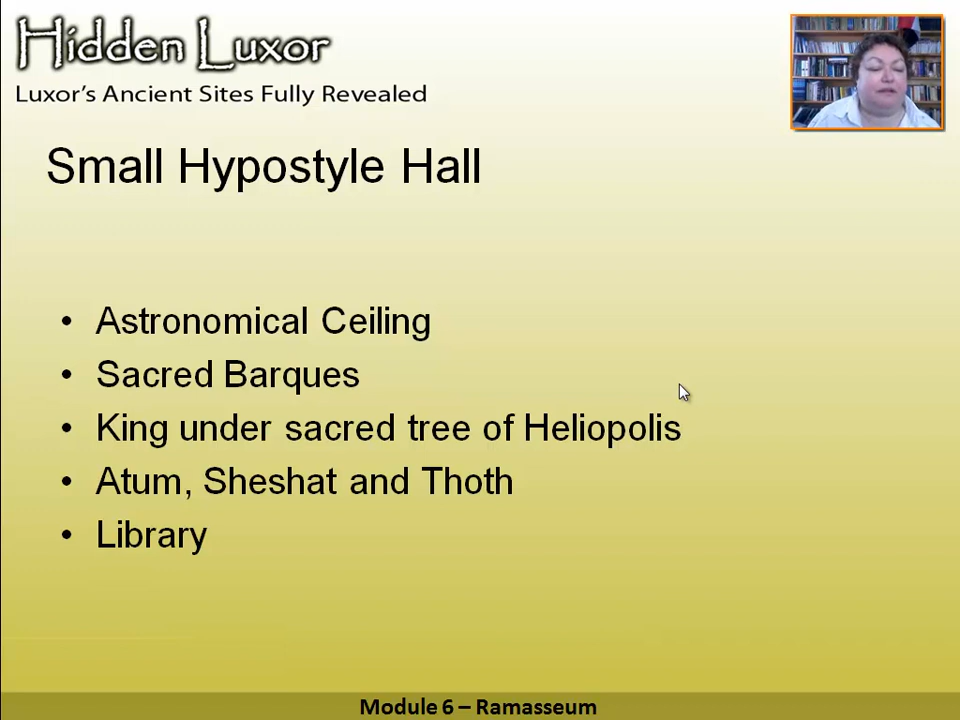 Hidden Luxor
Luxor's Ancient Sites Fully Revealed
Small Hypostyle Hall
• Astronomical Ceiling
• Sacred Barques
• King under sacred tree of Heliopolis
• Atum, Sheshat and Thoth
• Library
Module 6 – Ramasseum